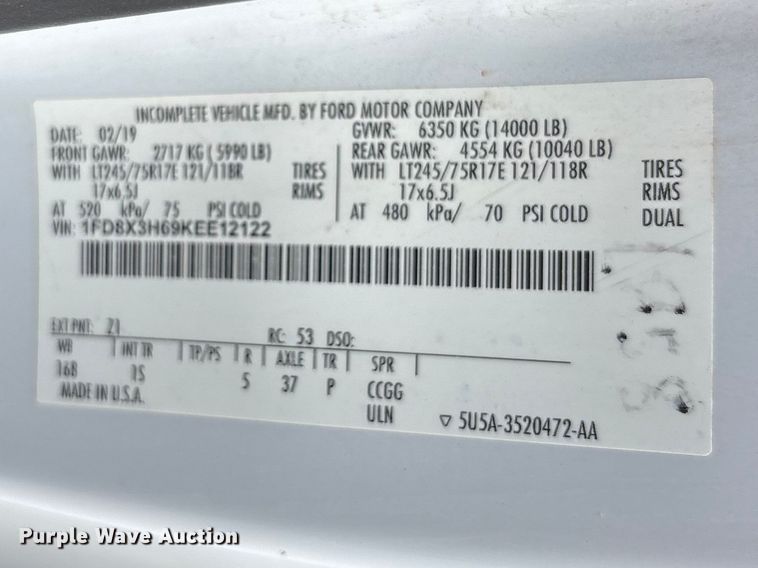 INCOMPLETE VEHICLE MFD. BY FORD MOTOR COMPANY
DATE: 02/19 GVWR: 6350 KG (14000 LB)
FRONT GAWR: 2717 KG (5990 LB) REAR GAWR: 4554 KG (10040 LB)
WITH LT245/75R17E 121/118R TIRES WITH LT245/75R17E 121/118R TIRES
17x6.5J RIMS 17x6.5J RIMS
AT 520 kPa/ 75 PSI COLD AT 480 kPa/ 70 PSI COLD DUAL
VIN: 1FD8X3H69KEE12122
EXT PNT: Z1 RC: 53 DSO:
WB INT TR TP/PS R AXLE TR SPR
168 1S 5 37 P CCGG
MADE IN U.S.A. ULN ▽ 5U5A-3520472-AA
Purple Wave Auction